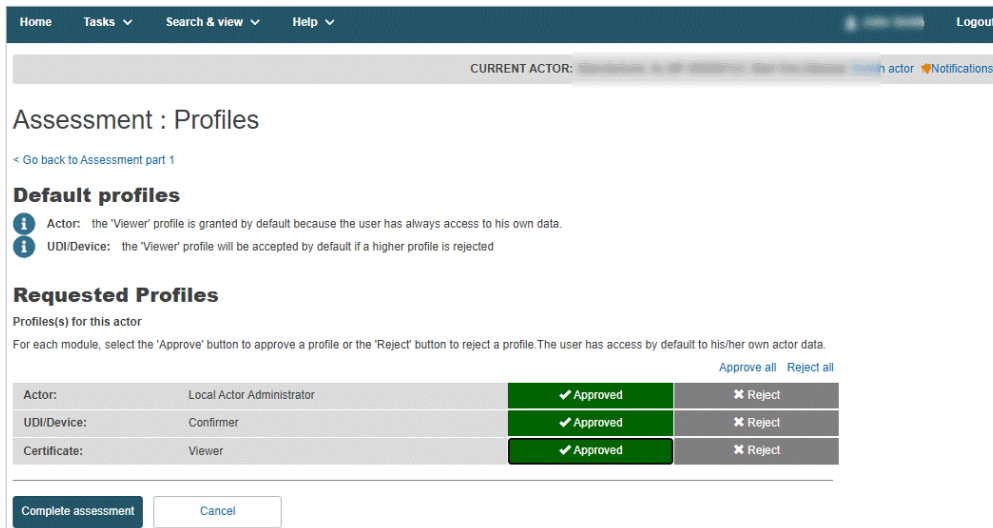 Home Tasks Search & view Help Logout
CURRENT ACTOR: actor Notifications
Assessment : Profiles
< Go back to Assessment part 1
Default profiles
Actor: the 'Viewer' profile is granted by default because the user has always access to his own data.
UDI/Device: the 'Viewer' profile will be accepted by default if a higher profile is rejected
Requested Profiles
Profiles(s) for this actor
For each module, select the 'Approve' button to approve a profile or the 'Reject' button to reject a profile.The user has access by default to his/her own actor data.
Approve all Reject all
Actor: Local Actor Administrator ✔ Approved ✖ Reject
UDI/Device: Confirmer ✔ Approved ✖ Reject
Certificate: Viewer ✔ Approved ✖ Reject
Complete assessment Cancel